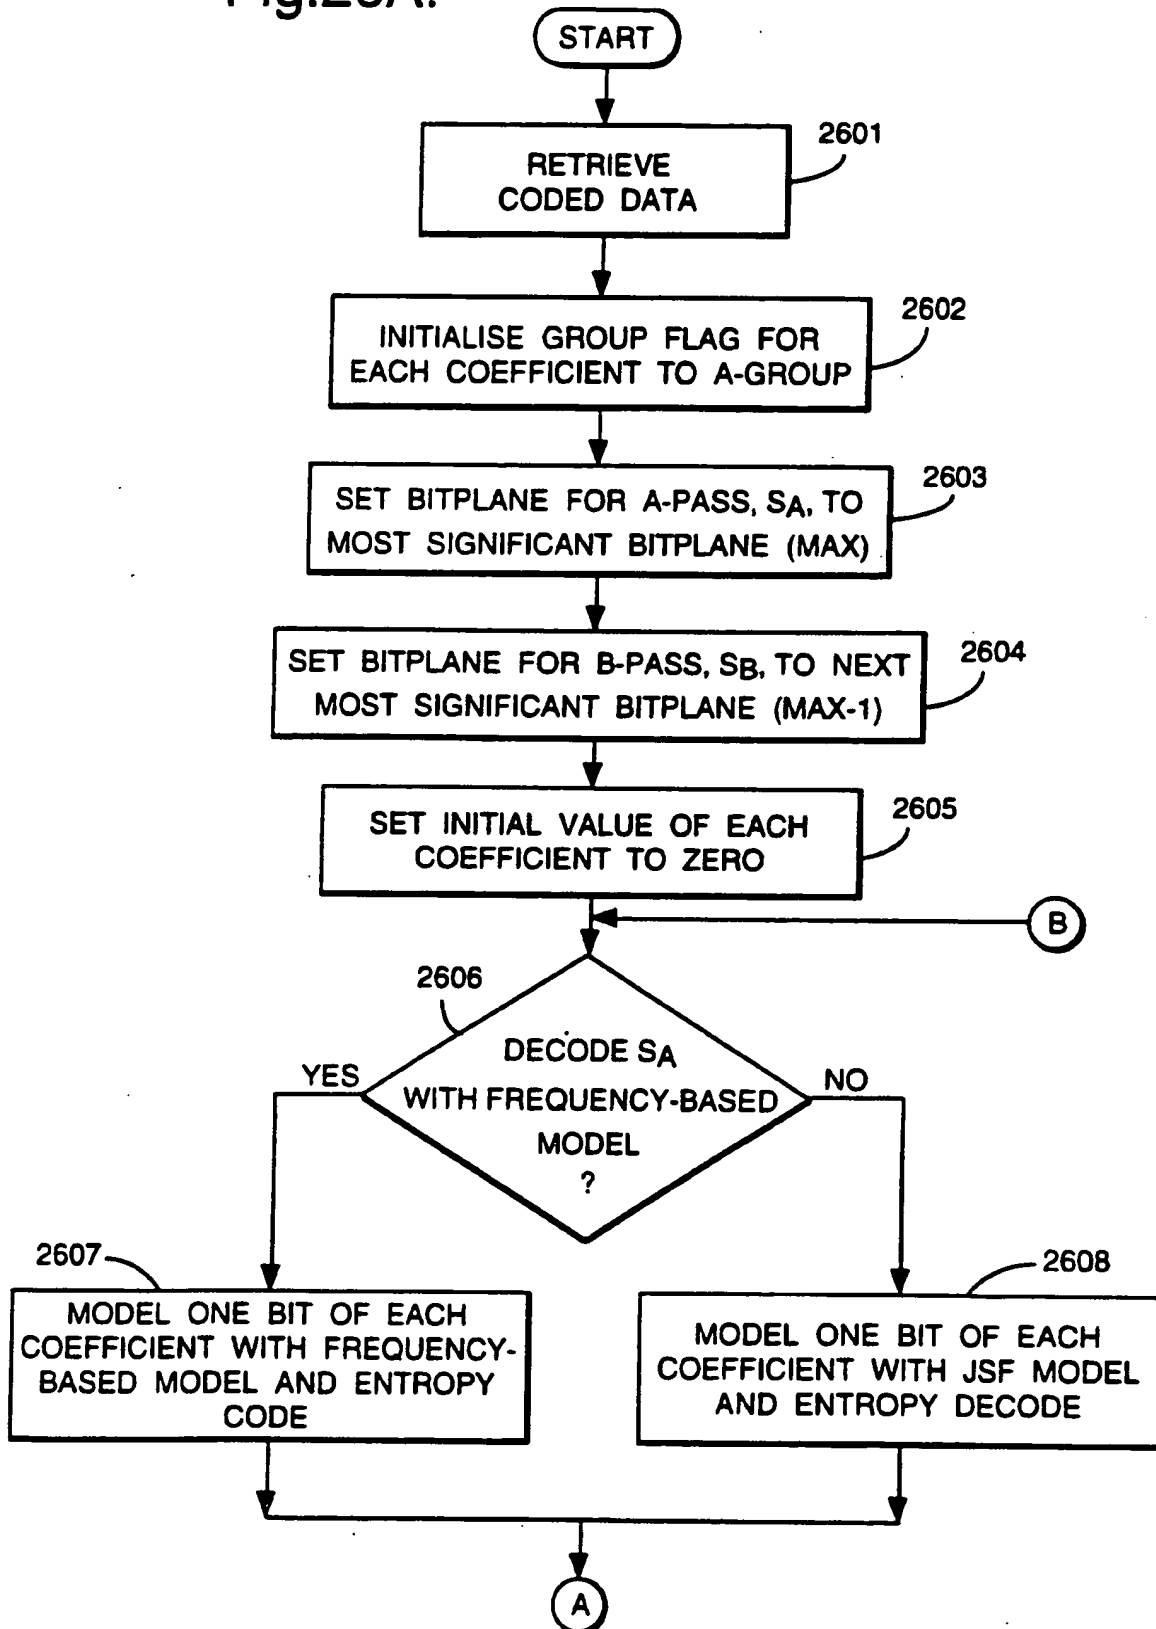 Fig.26A.
START
2601
RETRIEVE
CODED DATA
2602
INITIALISE GROUP FLAG FOR
EACH COEFFICIENT TO A-GROUP
2603
SET BITPLANE FOR A-PASS, SA, TO
MOST SIGNIFICANT BITPLANE (MAX)
2604
SET BITPLANE FOR B-PASS, SB, TO NEXT
MOST SIGNIFICANT BITPLANE (MAX-1)
2605
SET INITIAL VALUE OF EACH
COEFFICIENT TO ZERO
B
2606
DECODE SA
WITH FREQUENCY-BASED
MODEL
?
YES
NO
2607
MODEL ONE BIT OF EACH
COEFFICIENT WITH FREQUENCY-
BASED MODEL AND ENTROPY
CODE
2608
MODEL ONE BIT OF EACH
COEFFICIENT WITH JSF MODEL
AND ENTROPY DECODE
A